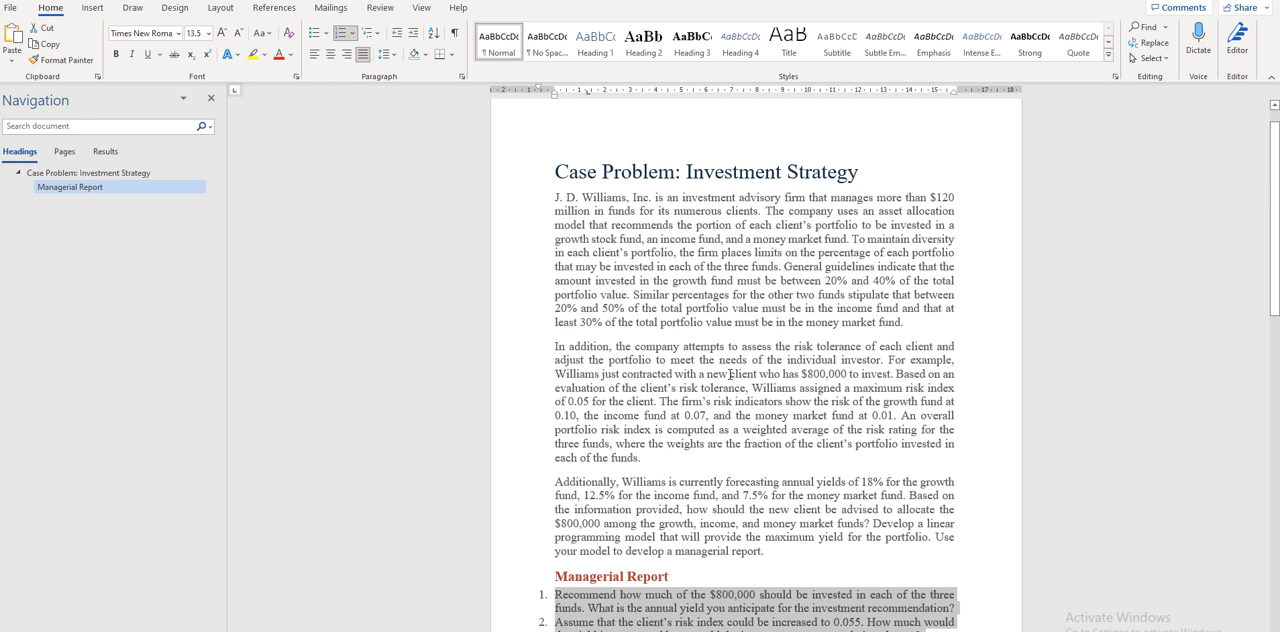 File Home Insert Draw Design Layout References Mailings Review View Help Comments Share
Paste Cut Copy Format Painter
Times New Roma 13.5 A A Aa A
B I U ab x₂ x² A A
AaBbCcDc AaBbCcDc AaBbCc AaBb AaBbC AaBbCcDc AaB AaBbCcC AaBbCcDc AaBbCcDc AaBbCcDc AaBbCcDc AaBbCcDc
¶ Normal ¶ No Spac... Heading 1 Heading 2 Heading 3 Heading 4 Title Subtitle Subtle Em... Emphasis Intense E... Strong Quote
Find Replace Select Dictate Editor
Clipboard Font Paragraph Styles Editing Voice Editor
Navigation
Search document
Headings Pages Results
Case Problem: Investment Strategy
Managerial Report
Case Problem: Investment Strategy
J. D. Williams, Inc. is an investment advisory firm that manages more than $120
million in funds for its numerous clients. The company uses an asset allocation
model that recommends the portion of each client’s portfolio to be invested in a
growth stock fund, an income fund, and a money market fund. To maintain diversity
in each client’s portfolio, the firm places limits on the percentage of each portfolio
that may be invested in each of the three funds. General guidelines indicate that the
amount invested in the growth fund must be between 20% and 40% of the total
portfolio value. Similar percentages for the other two funds stipulate that between
20% and 50% of the total portfolio value must be in the income fund and that at
least 30% of the total portfolio value must be in the money market fund.
In addition, the company attempts to assess the risk tolerance of each client and
adjust the portfolio to meet the needs of the individual investor. For example,
Williams just contracted with a new client who has $800,000 to invest. Based on an
evaluation of the client’s risk tolerance, Williams assigned a maximum risk index
of 0.05 for the client. The firm’s risk indicators show the risk of the growth fund at
0.10, the income fund at 0.07, and the money market fund at 0.01. An overall
portfolio risk index is computed as a weighted average of the risk rating for the
three funds, where the weights are the fraction of the client’s portfolio invested in
each of the funds.
Additionally, Williams is currently forecasting annual yields of 18% for the growth
fund, 12.5% for the income fund, and 7.5% for the money market fund. Based on
the information provided, how should the new client be advised to allocate the
$800,000 among the growth, income, and money market funds? Develop a linear
programming model that will provide the maximum yield for the portfolio. Use
your model to develop a managerial report.
Managerial Report
1. Recommend how much of the $800,000 should be invested in each of the three
funds. What is the annual yield you anticipate for the investment recommendation?
2. Assume that the client’s risk index could be increased to 0.055. How much would
Activate Windows